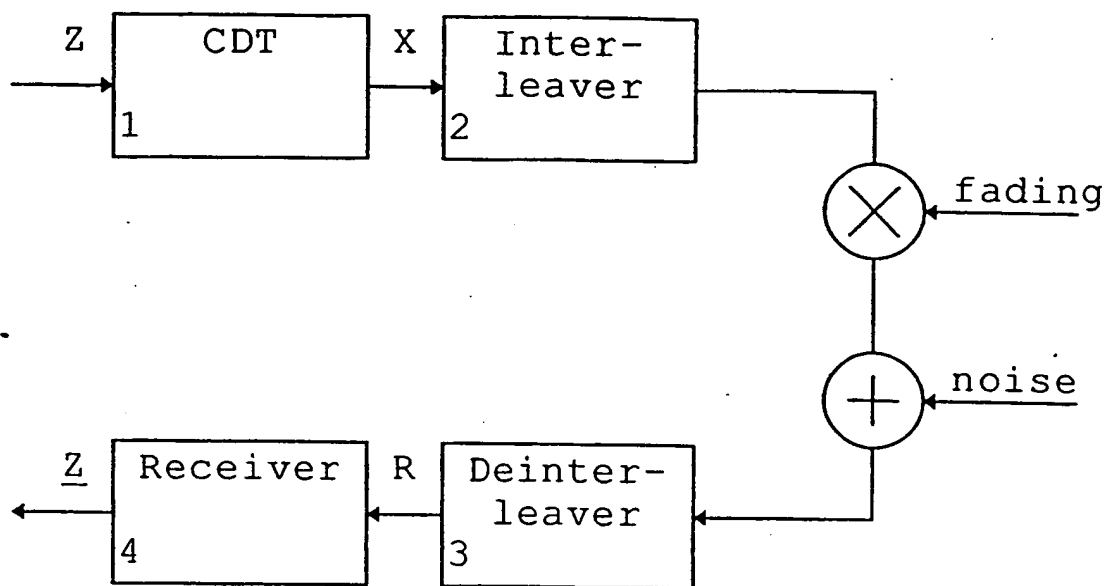 Z
CDT
1
X
Inter-
leaver
2
fading
noise
Z
Receiver
4
R
Deinter-
leaver
3